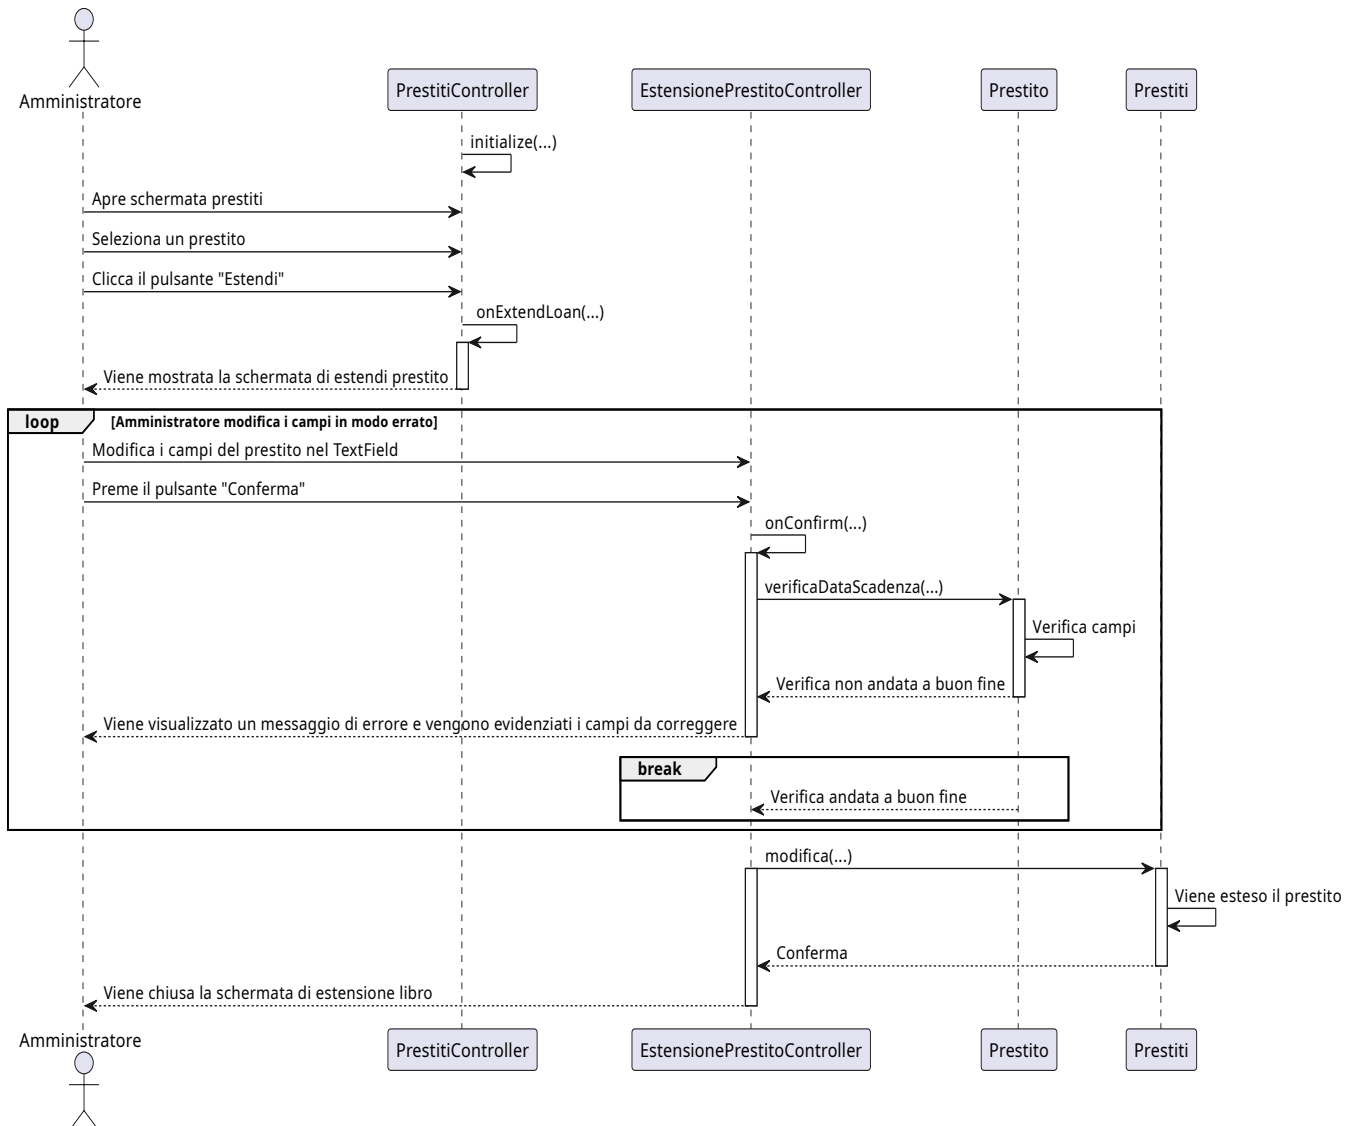 Amministratore
PrestitiController
EstensionePrestitoController
Prestito
Prestiti
initialize(...)
Apre schermata prestiti
Seleziona un prestito
Clicca il pulsante "Estendi"
onExtendLoan(...)
Viene mostrata la schermata di estendi prestito
loop
[Amministratore modifica i campi in modo errato]
Modifica i campi del prestito nel TextField
Preme il pulsante "Conferma"
onConfirm(...)
verificaDataScadenza(...)
Verifica campi
Verifica non andata a buon fine
Viene visualizzato un messaggio di errore e vengono evidenziati i campi da correggere
break
Verifica andata a buon fine
modifica(...)
Viene esteso il prestito
Conferma
Viene chiusa la schermata di estensione libro
Amministratore
PrestitiController
EstensionePrestitoController
Prestito
Prestiti